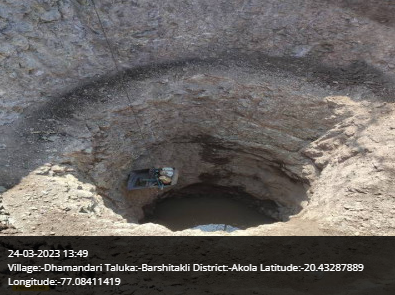 24-03-2023 13:49
Village:-Dhamandari Taluka:-Barshitakli District:-Akola Latitude:-20.43287889
Longitude:-77.08411419